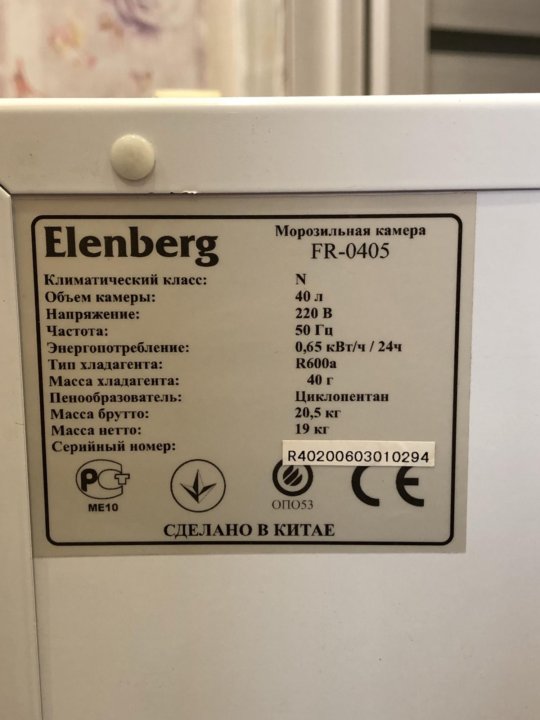 Elenberg
Морозильная камера
FR-0405
Климатический класс: N
Объем камеры: 40 л
Напряжение: 220 В
Частота: 50 Гц
Энергопотребление: 0,65 кВт/ч / 24ч
Тип хладагента: R600a
Масса хладагента: 40 г
Пенообразователь: Циклопентан
Масса брутто: 20,5 кг
Масса нетто: 19 кг
Серийный номер: R40200603010294
РСТ
МЕ10
ОПО53
CE
СДЕЛАНО В КИТАЕ